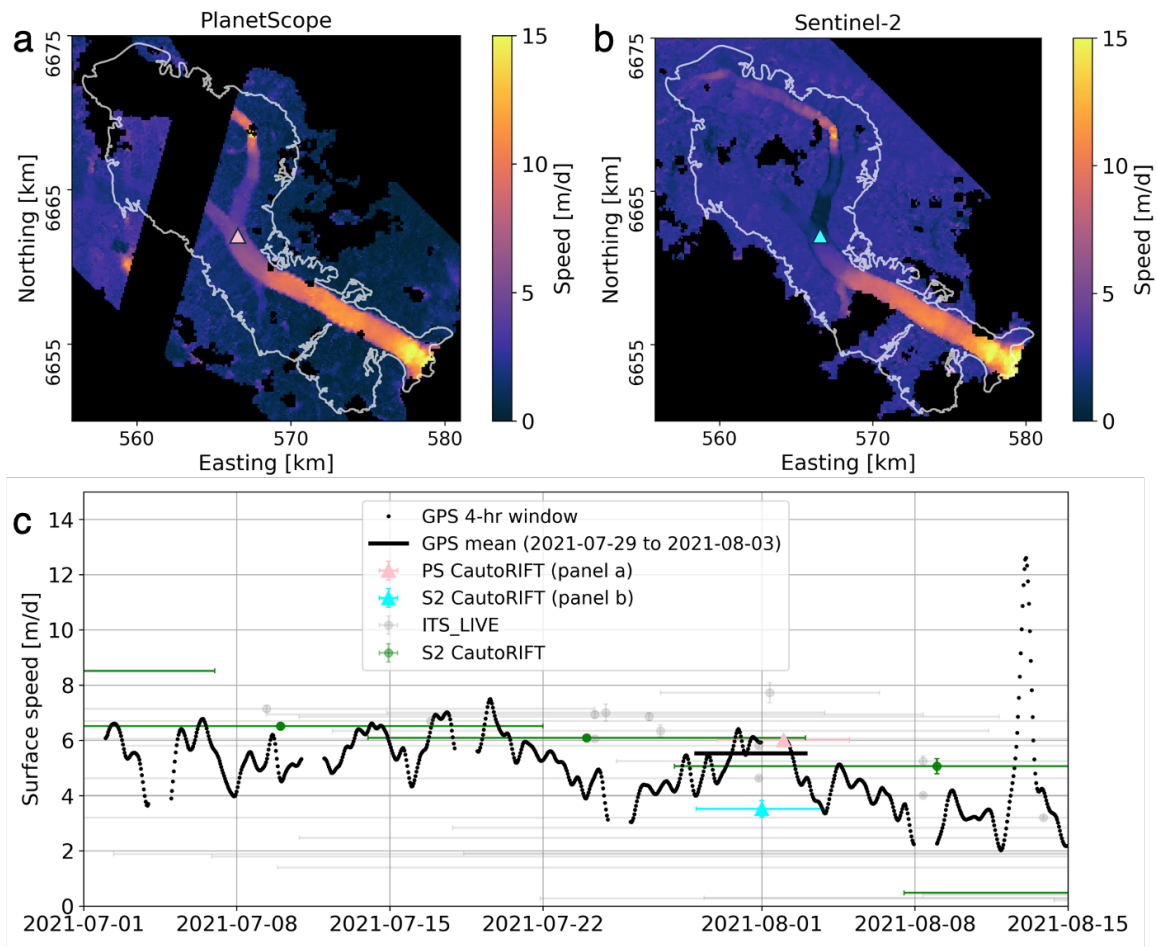 a
PlanetScope
6675
6665
6655
Northing [km]
560
570
580
Easting [km]
15
10
5
0
Speed [m/d]
b
Sentinel-2
6675
6665
6655
Northing [km]
560
570
580
Easting [km]
15
10
5
0
Speed [m/d]
c
14
12
10
8
6
4
2
0
Surface speed [m/d]
GPS 4-hr window
GPS mean (2021-07-29 to 2021-08-03)
PS CautoRIFT (panel a)
S2 CautoRIFT (panel b)
ITS_LIVE
S2 CautoRIFT
2021-07-01
2021-07-08
2021-07-15
2021-07-22
2021-08-01
2021-08-08
2021-08-15